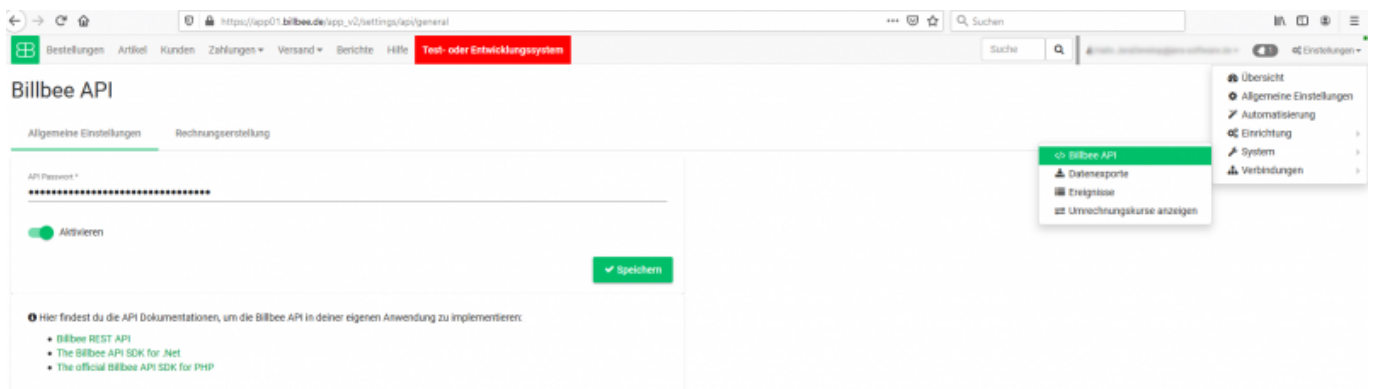 https://app01.billbee.de/app_v2/settings/api/general
Suchen
Bestellungen Artikel Kunden Zahlungen Versand Berichte Hilfe Test- oder Entwicklungssystem Suche Einstellungen
Billbee API
Allgemeine Einstellungen Rechnungserstellung
API Passwort *
Aktivieren
Speichern
Hier findest du die API Dokumentationen, um die Billbee API in deiner eigenen Anwendung zu implementieren:
Billbee REST API
The Billbee API SDK for .Net
The official Billbee API SDK for PHP
Übersicht
Allgemeine Einstellungen
Automatisierung
Einrichtung
System
Verbindungen
Billbee API
Datenexporte
Ereignisse
Umrechnungskurse anzeigen